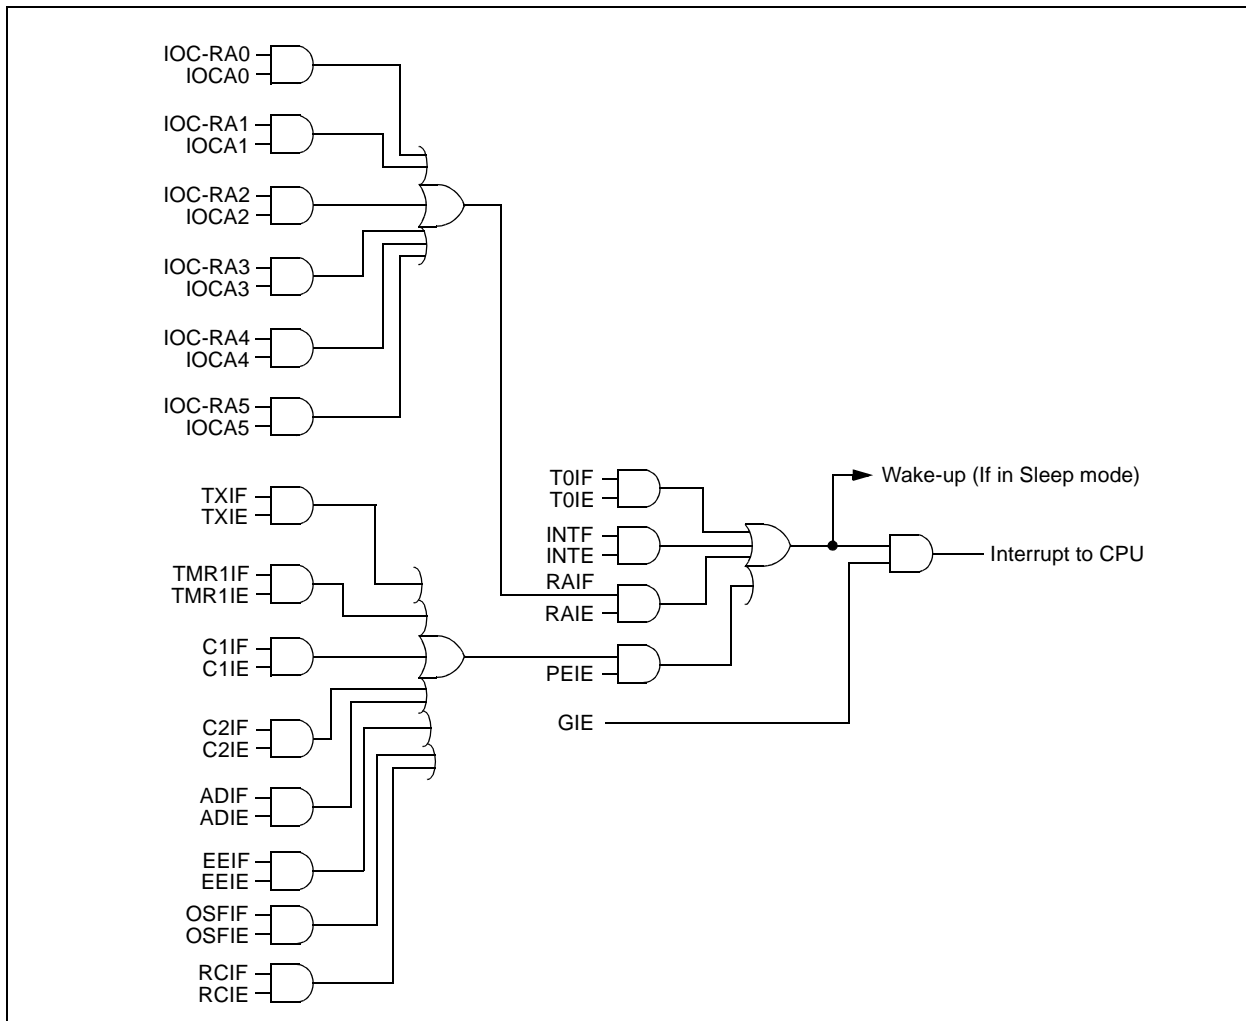 IOC-RA0
IOCA0
IOC-RA1
IOCA1
IOC-RA2
IOCA2
IOC-RA3
IOCA3
IOC-RA4
IOCA4
IOC-RA5
IOCA5
TXIF
TXIE
TMR1IF
TMR1IE
C1IF
C1IE
C2IF
C2IE
ADIF
ADIE
EEIF
EEIE
OSFIF
OSFIE
RCIF
RCIE
T0IF
T0IE
INTF
INTE
RAIF
RAIE
PEIE
GIE
Wake-up (If in Sleep mode)
Interrupt to CPU